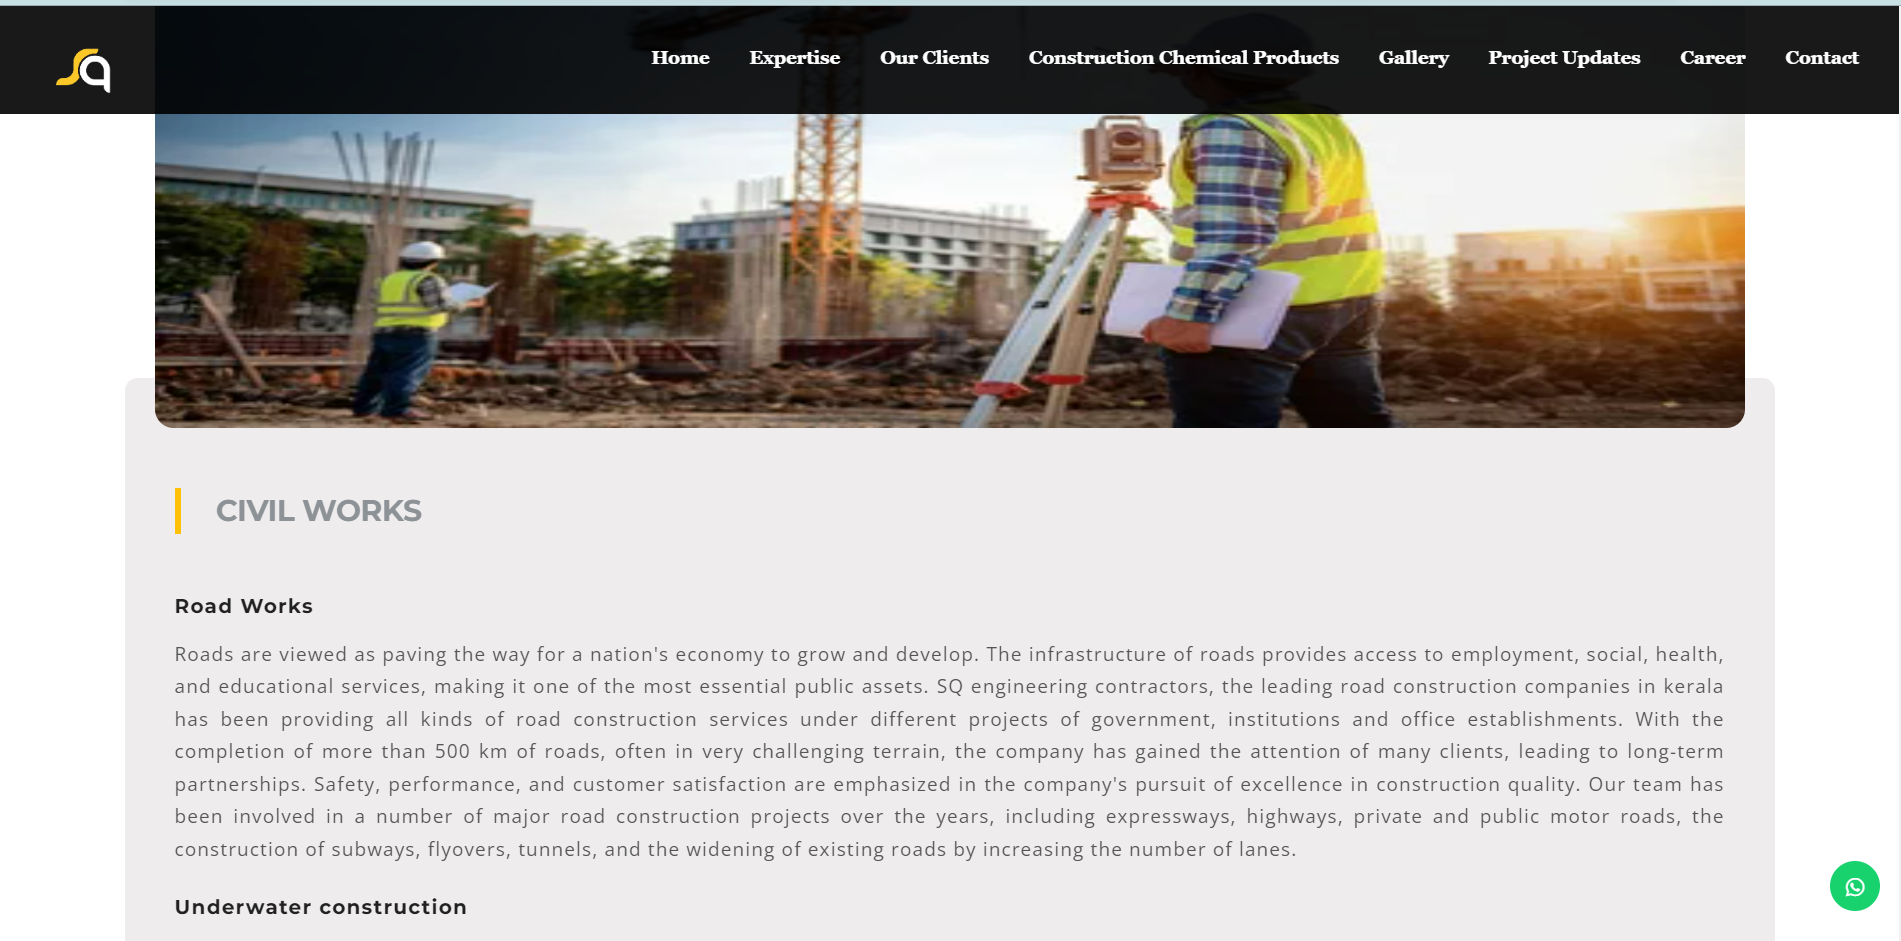 SQ
Home Expertise Our Clients Construction Chemical Products Gallery Project Updates Career Contact
CIVIL WORKS
Road Works
Roads are viewed as paving the way for a nation's economy to grow and develop. The infrastructure of roads provides access to employment, social, health,
and educational services, making it one of the most essential public assets. SQ engineering contractors, the leading road construction companies in kerala
has been providing all kinds of road construction services under different projects of government, institutions and office establishments. With the
completion of more than 500 km of roads, often in very challenging terrain, the company has gained the attention of many clients, leading to long-term
partnerships. Safety, performance, and customer satisfaction are emphasized in the company's pursuit of excellence in construction quality. Our team has
been involved in a number of major road construction projects over the years, including expressways, highways, private and public motor roads, the
construction of subways, flyovers, tunnels, and the widening of existing roads by increasing the number of lanes.
Underwater construction